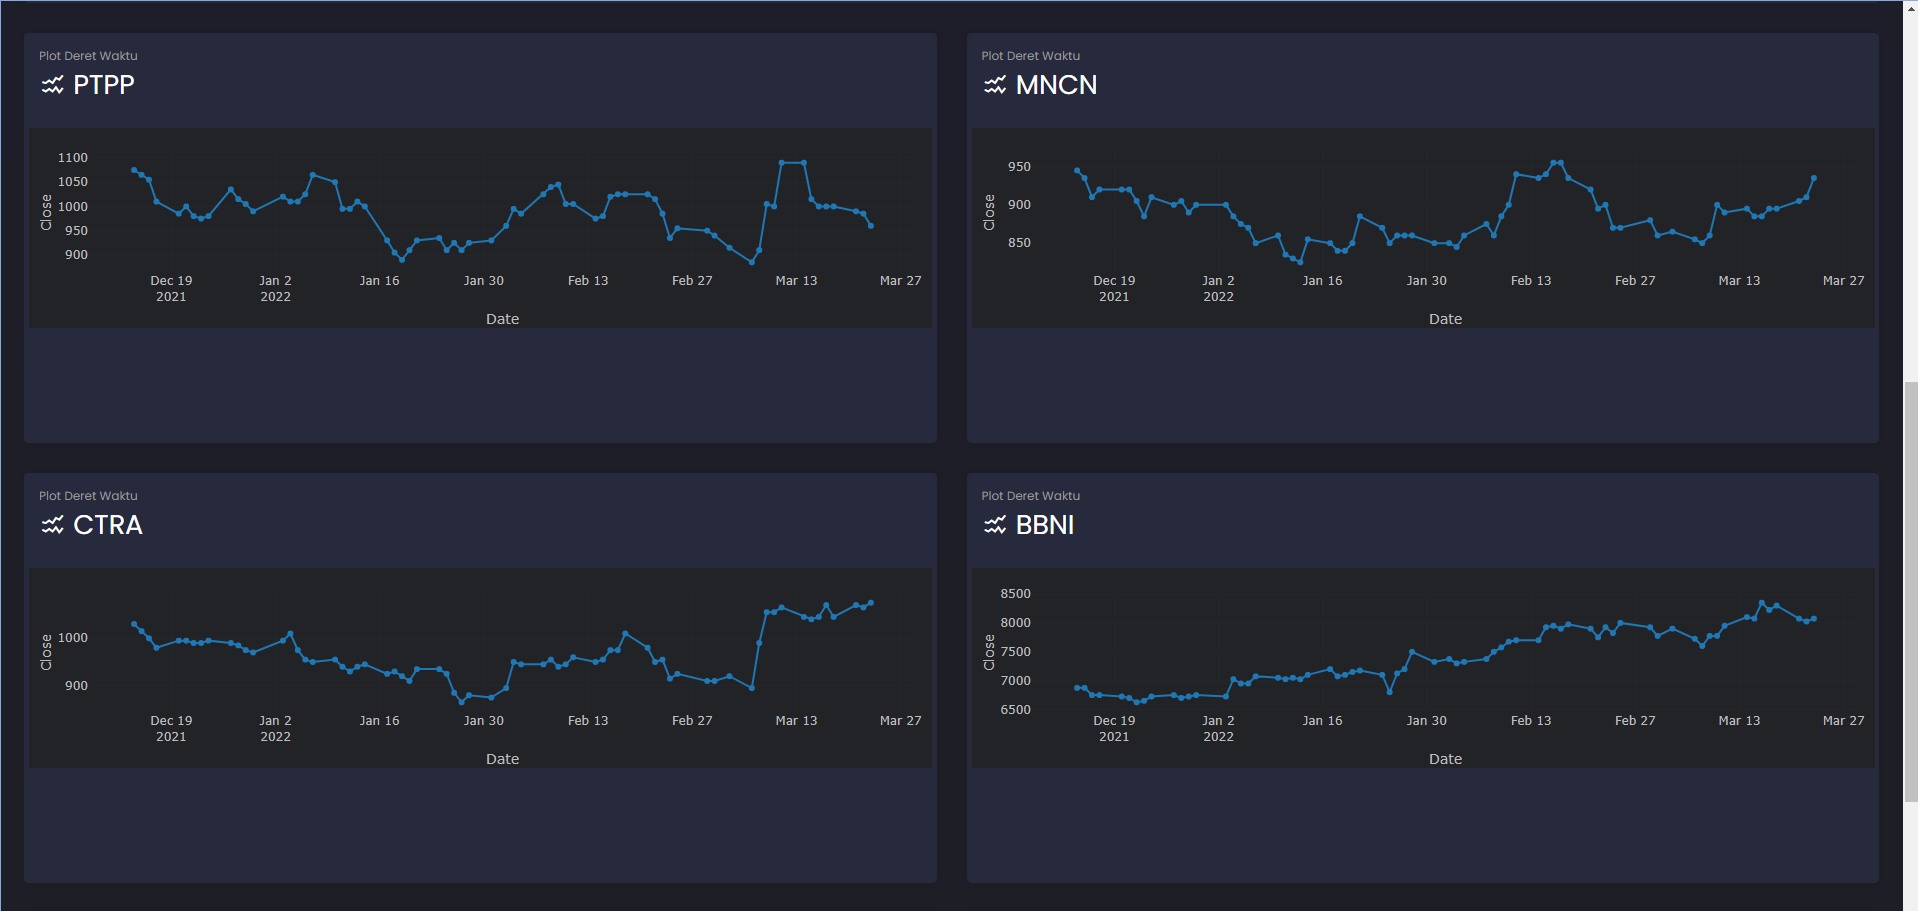 Plot Deret Waktu
PTPP
1100
1050
1000
950
900
Close
Dec 19
2021
Jan 2
2022
Jan 16
Jan 30
Feb 13
Feb 27
Mar 13
Mar 27
Date
Plot Deret Waktu
MNCN
950
900
850
Close
Dec 19
2021
Jan 2
2022
Jan 16
Jan 30
Feb 13
Feb 27
Mar 13
Mar 27
Date
Plot Deret Waktu
CTRA
1000
900
Close
Dec 19
2021
Jan 2
2022
Jan 16
Jan 30
Feb 13
Feb 27
Mar 13
Mar 27
Date
Plot Deret Waktu
BBNI
8500
8000
7500
7000
6500
Close
Dec 19
2021
Jan 2
2022
Jan 16
Jan 30
Feb 13
Feb 27
Mar 13
Mar 27
Date